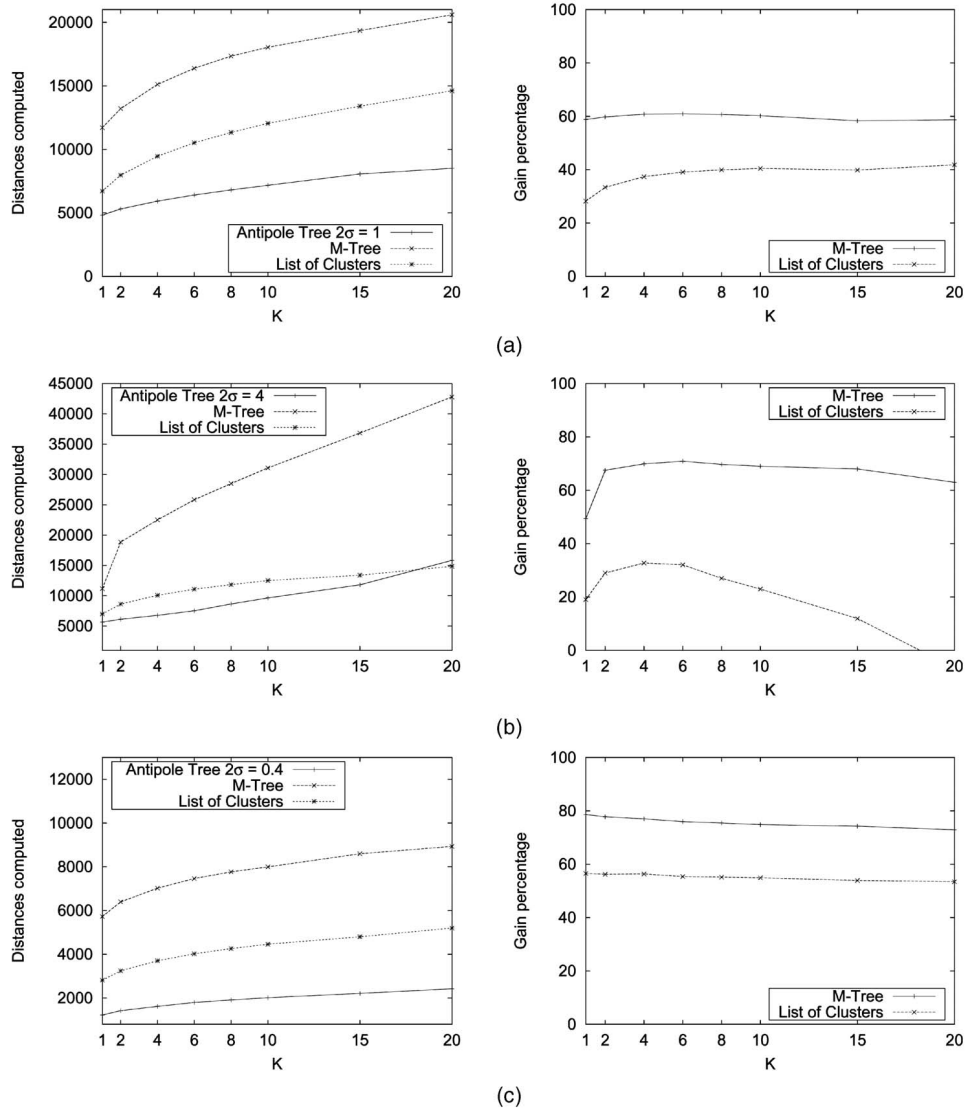 20000
15000
10000
5000
0
Distances computed
Antipole Tree 2σ = 1
M-Tree
List of Clusters
1 2 4 6 8 10 15 20
K
100
80
60
40
20
0
Gain percentage
M-Tree
List of Clusters
1 2 4 6 8 10 15 20
K
(a)
45000
40000
35000
30000
25000
20000
15000
10000
5000
Distances computed
Antipole Tree 2σ = 4
M-Tree
List of Clusters
1 2 4 6 8 10 15 20
K
100
80
60
40
20
0
Gain percentage
M-Tree
List of Clusters
1 2 4 6 8 10 15 20
K
(b)
12000
10000
8000
6000
4000
2000
Distances computed
Antipole Tree 2σ = 0.4
M-Tree
List of Clusters
1 2 4 6 8 10 15 20
K
100
80
60
40
20
0
Gain percentage
M-Tree
List of Clusters
1 2 4 6 8 10 15 20
K
(c)